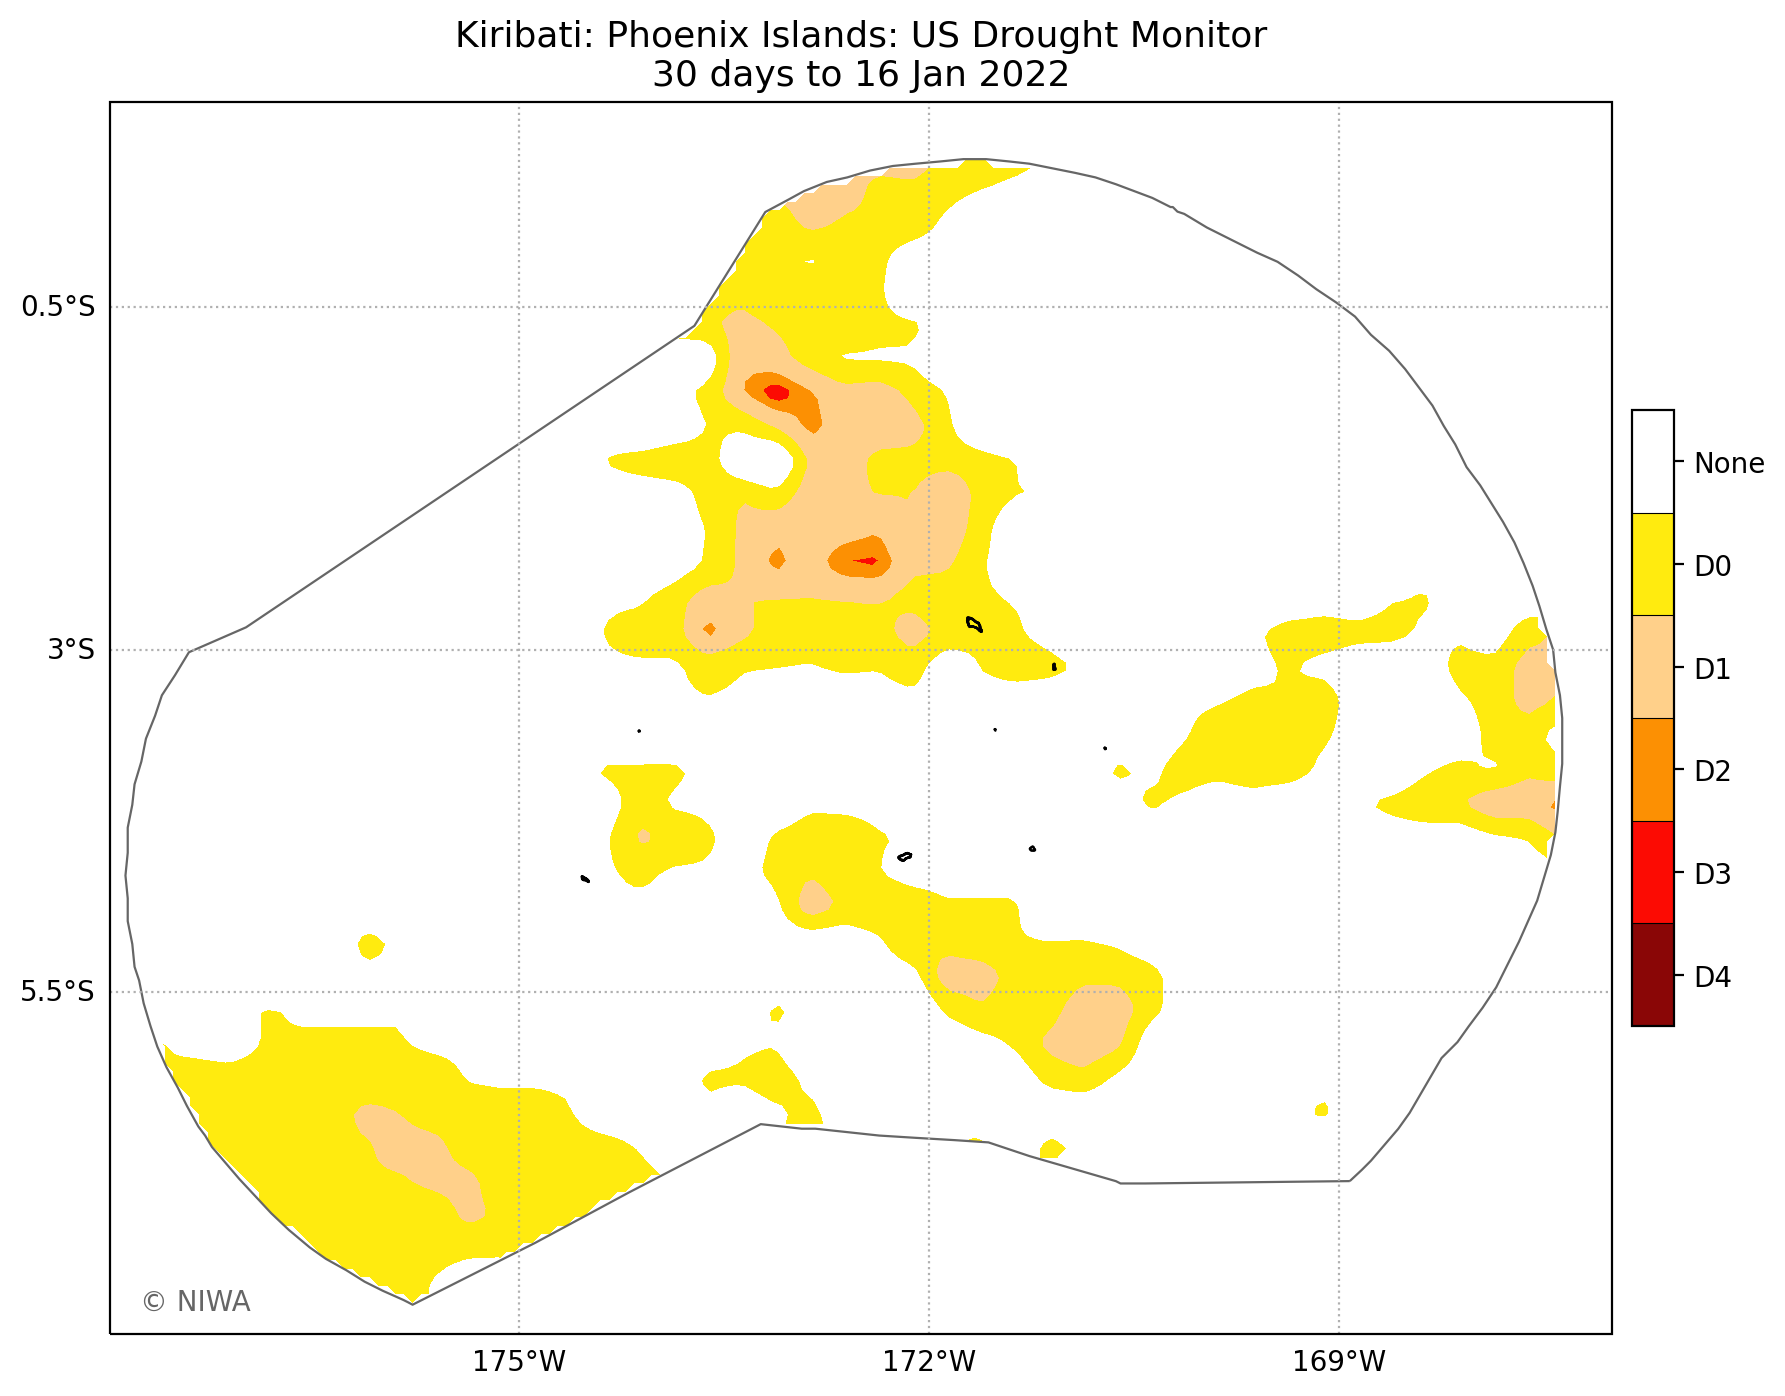 Kiribati: Phoenix Islands: US Drought Monitor
30 days to 16 Jan 2022
0.5°S
3°S
5.5°S
175°W
172°W
169°W
None
D0
D1
D2
D3
D4
© NIWA